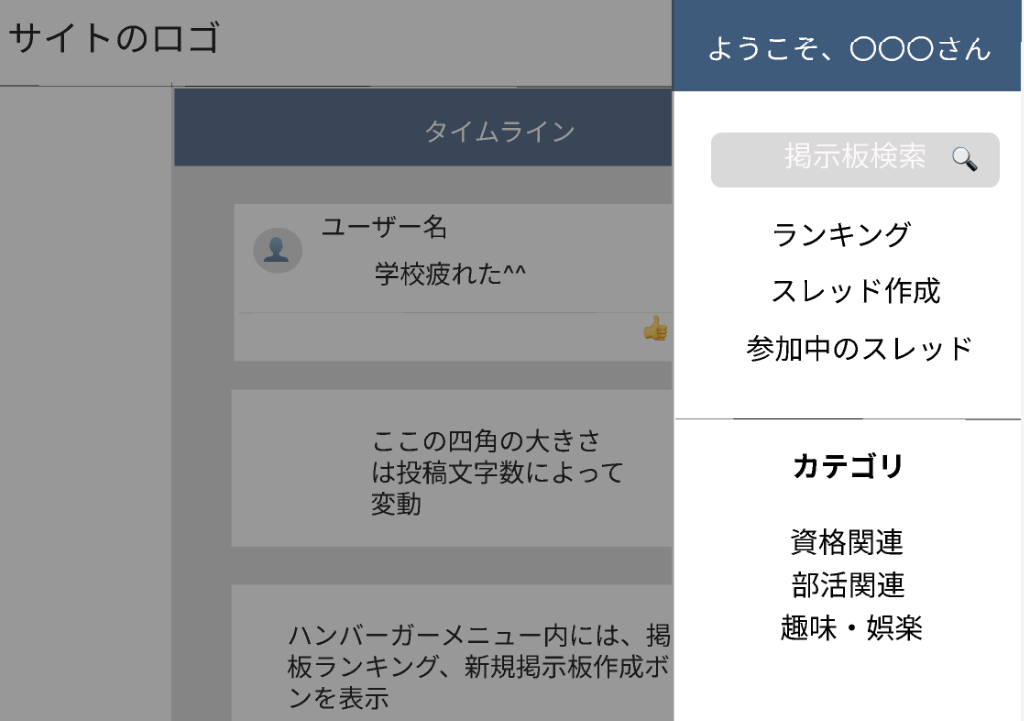 サイトのロゴ
ようこそ、〇〇〇さん
タイムライン
掲示板検索
ユーザー名
学校疲れた^^
ランキング
スレッド作成
参加中のスレッド
ここの四角の大きさ
は投稿文字数によって
変動
カテゴリ
資格関連
部活関連
趣味・娯楽
ハンバーガーメニュー内には、掲
板ランキング、新規掲示板作成ボ
ンを表示